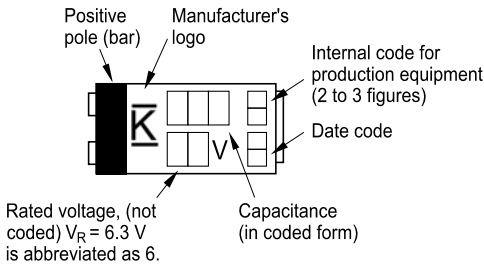 Positive
pole (bar)
Manufacturer's
logo
Internal code for
production equipment
(2 to 3 figures)
Date code
K
V
Rated voltage, (not
coded) VR = 6.3 V
is abbreviated as 6.
Capacitance
(in coded form)